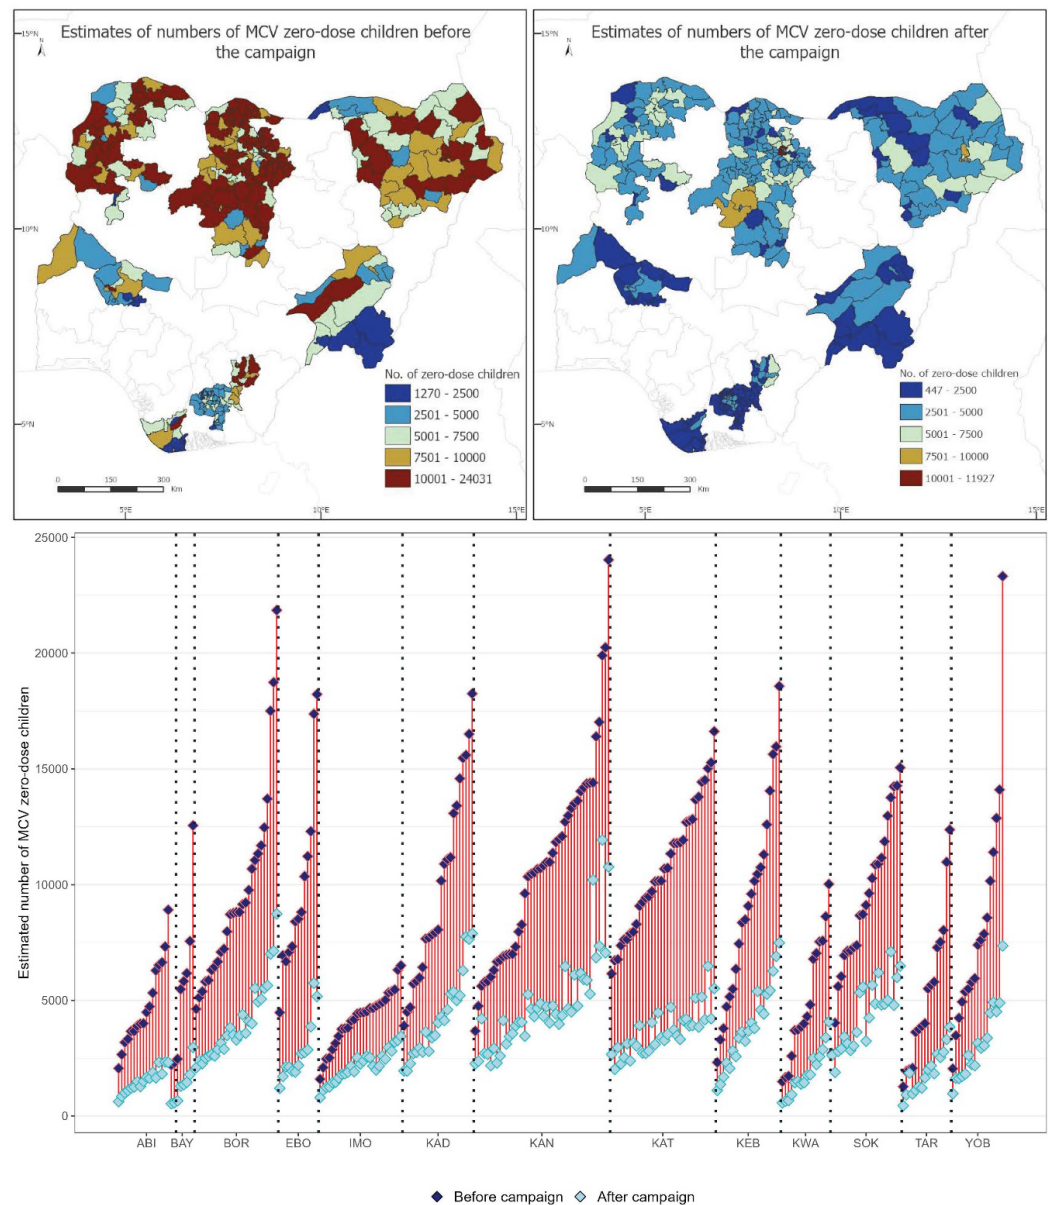 Estimates of numbers of MCV zero-dose children before
the campaign
15°N
N
10°N
5°N
No. of zero-dose children
1270 - 2500
2501 - 5000
5001 - 7500
7501 - 10000
10001 - 24031
0 150 300
Km
5°E 10°E 15°E
Estimates of numbers of MCV zero-dose children after
the campaign
15°N
N
10°N
5°N
No. of zero-dose children
447 - 2500
2501 - 5000
5001 - 7500
7501 - 10000
10001 - 11927
0 150 300
Km
5°E 10°E 15°E
Estimated number of MCV zero-dose children
25000
20000
15000
10000
5000
0
ABI BAY BOR EBO IMO KAD KAN KAT KEB KWA SOK TAR YOB
Before campaign After campaign